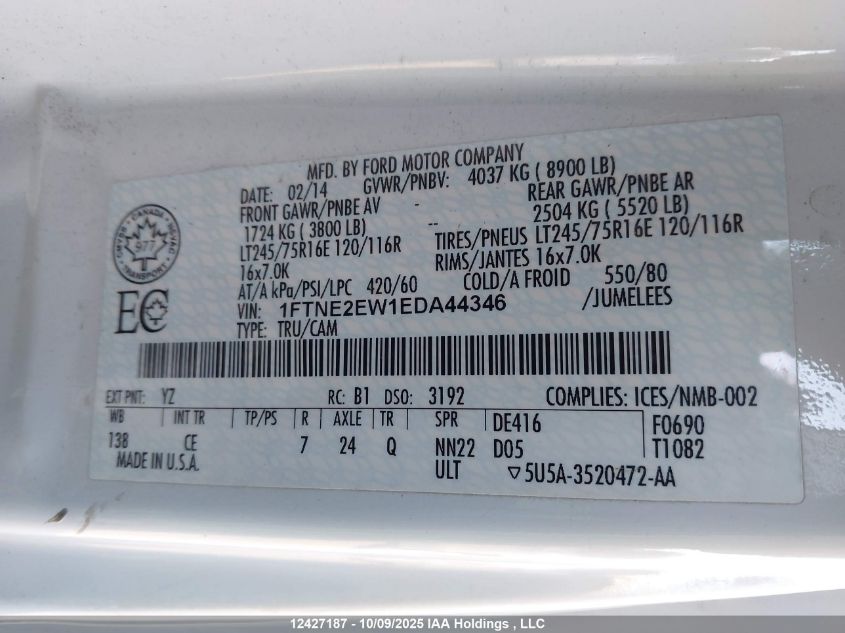 MFD. BY FORD MOTOR COMPANY
DATE: 02/14 GVWR/PNBV: 4037 KG ( 8900 LB)
FRONT GAWR/PNBE AV - REAR GAWR/PNBE AR
1724 KG ( 3800 LB) -- 2504 KG ( 5520 LB)
LT245/75R16E 120/116R TIRES/PNEUS LT245/75R16E 120/116R
16x7.0K RIMS/JANTES 16x7.0K
AT/A kPa/PSI/LPC 420/60 COLD/A FROID 550/80
VIN: 1FTNE2EW1EDA44346 /JUMELEES
TYPE: TRU/CAM
CANADA
977
TRANSPORT
EC
EXT PNT: YZ RC: B1 DSO: 3192 COMPLIES: ICES/NMB-002
WB INT TR TP/PS R AXLE TR SPR DE416 F0690
138 CE 7 24 Q NN22 D05 T1082
MADE IN U.S.A. ULT ▽5U5A-3520472-AA
12427187 - 10/09/2025 IAA Holdings , LLC